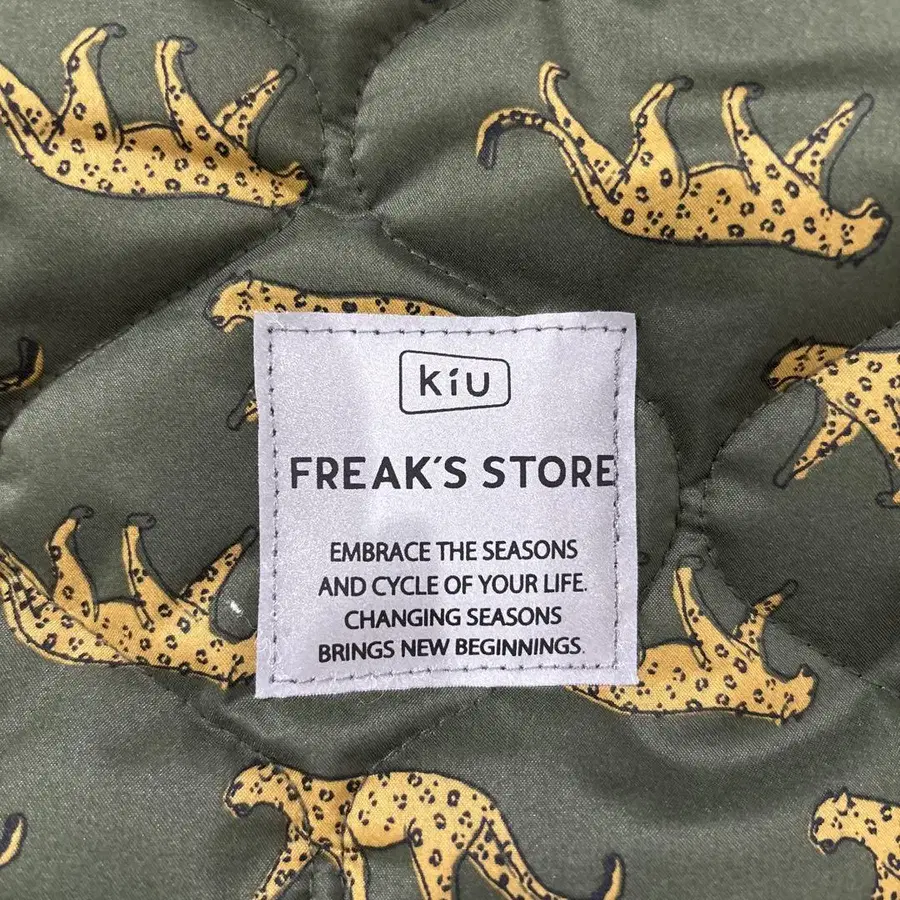 KiU
FREAK'S STORE
EMBRACE THE SEASONS
AND CYCLE OF YOUR LIFE.
CHANGING SEASONS
BRINGS NEW BEGINNINGS.